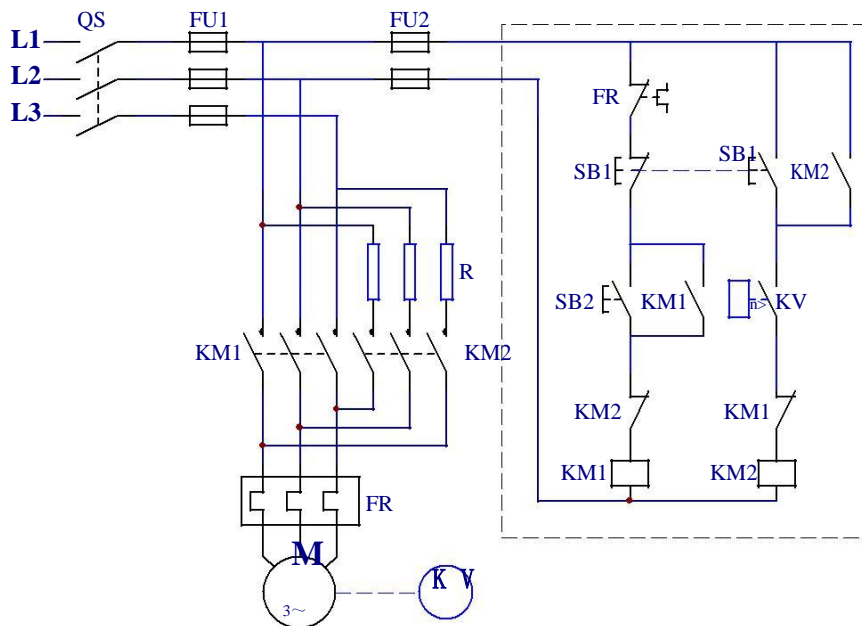 QS FU1 FU2
L1
L2
L3
FR
SB1 SB1 KM2
R
SB2 KM1 n> KV
KM1 KM2
KM2 KM1
KM1 KM2
FR
M
3～
K V